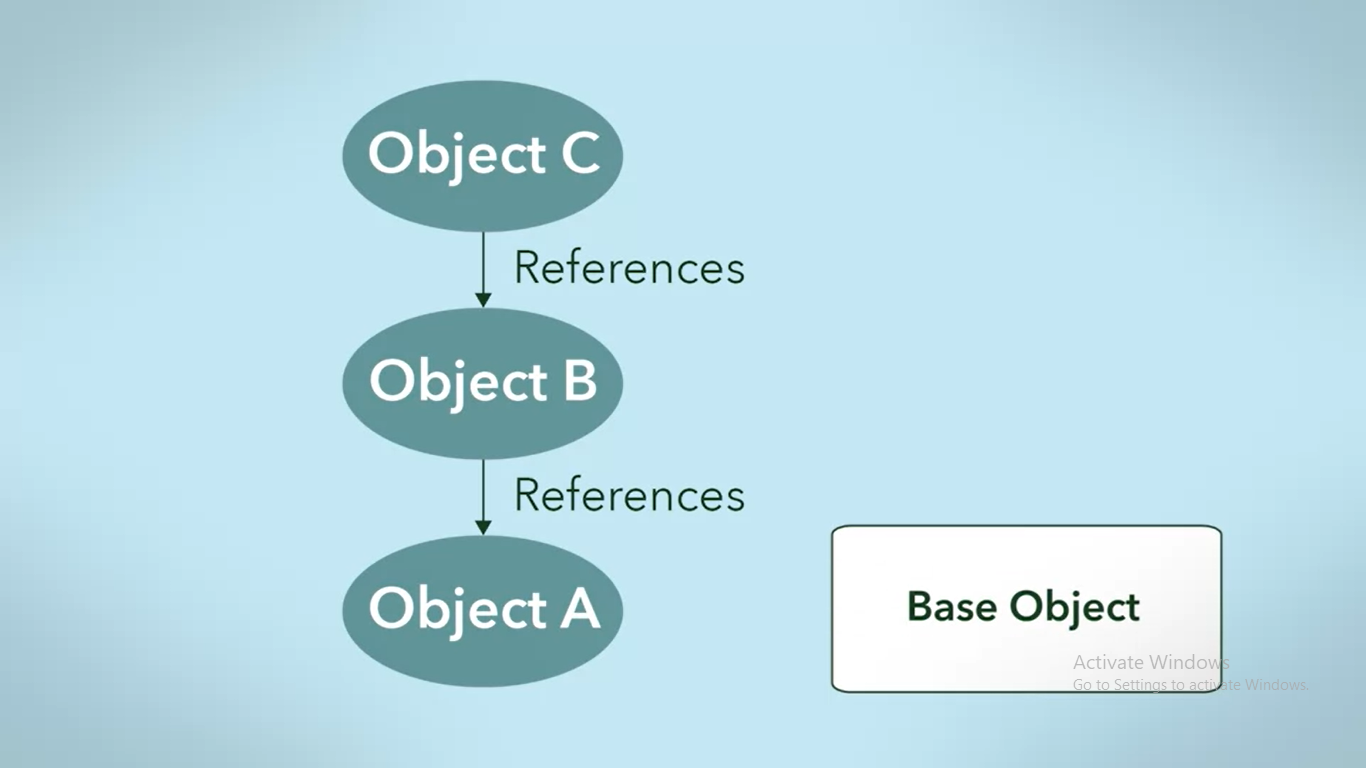 Object C
References
Object B
References
Object A
Base Object
Activate Windows
Go to Settings to activate Windows.